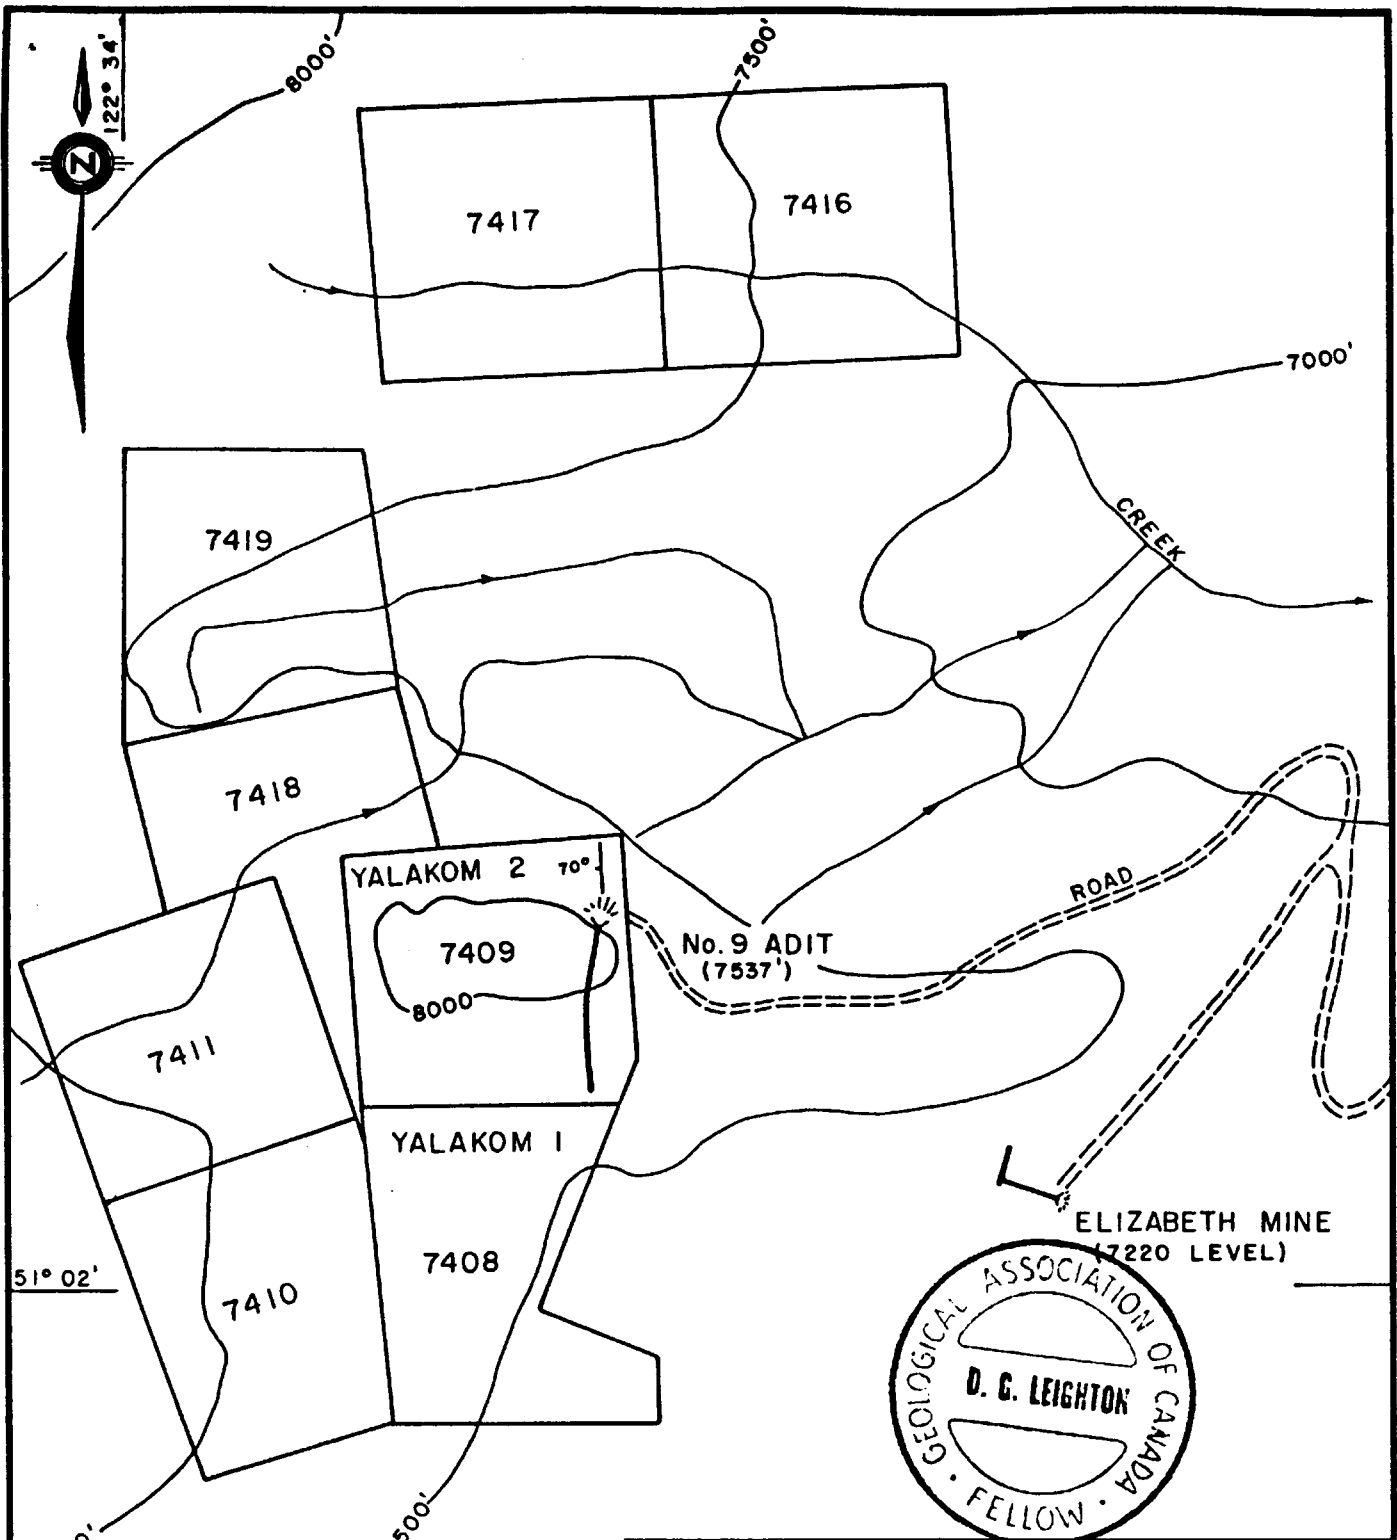 8000'
7500'
122° 34'
N
7417
7416
7000'
7419
CREEK
7418
YALAKOM 2
70°
ROAD
7409
No. 9 ADIT
(7537')
8000
7411
YALAKOM 1
ELIZABETH MINE
(7220 LEVEL)
7408
51° 02'
7410
GEOLOGICAL ASSOCIATION OF CANADA
D. G. LEIGHTON
· FELLOW ·